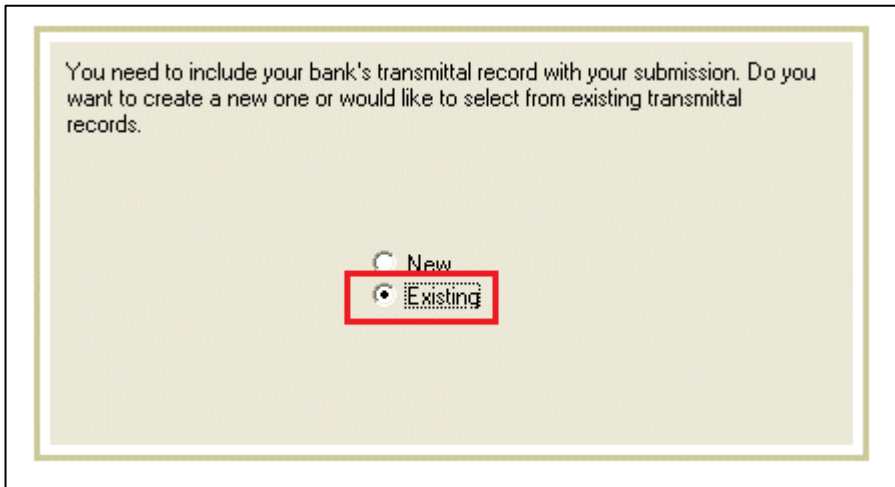 You need to include your bank's transmittal record with your submission. Do you
want to create a new one or would like to select from existing transmittal
records.
New
Existing